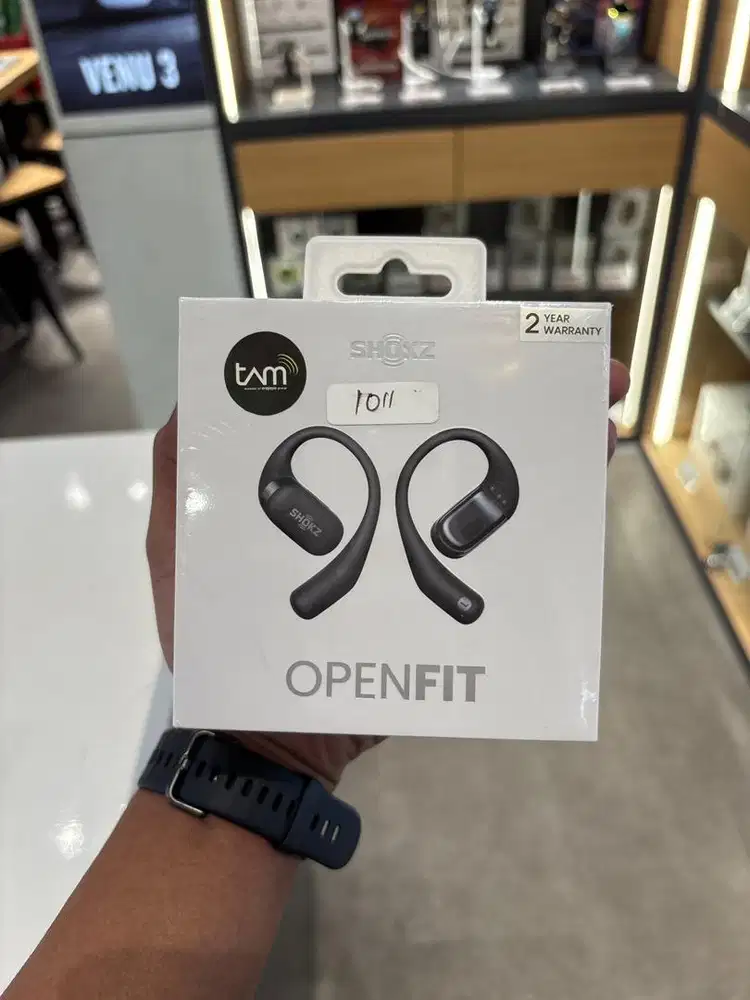 VENU 3
2 YEAR
WARRANTY
tam
SHOKZ
1011
SHOKZ
OPENFIT